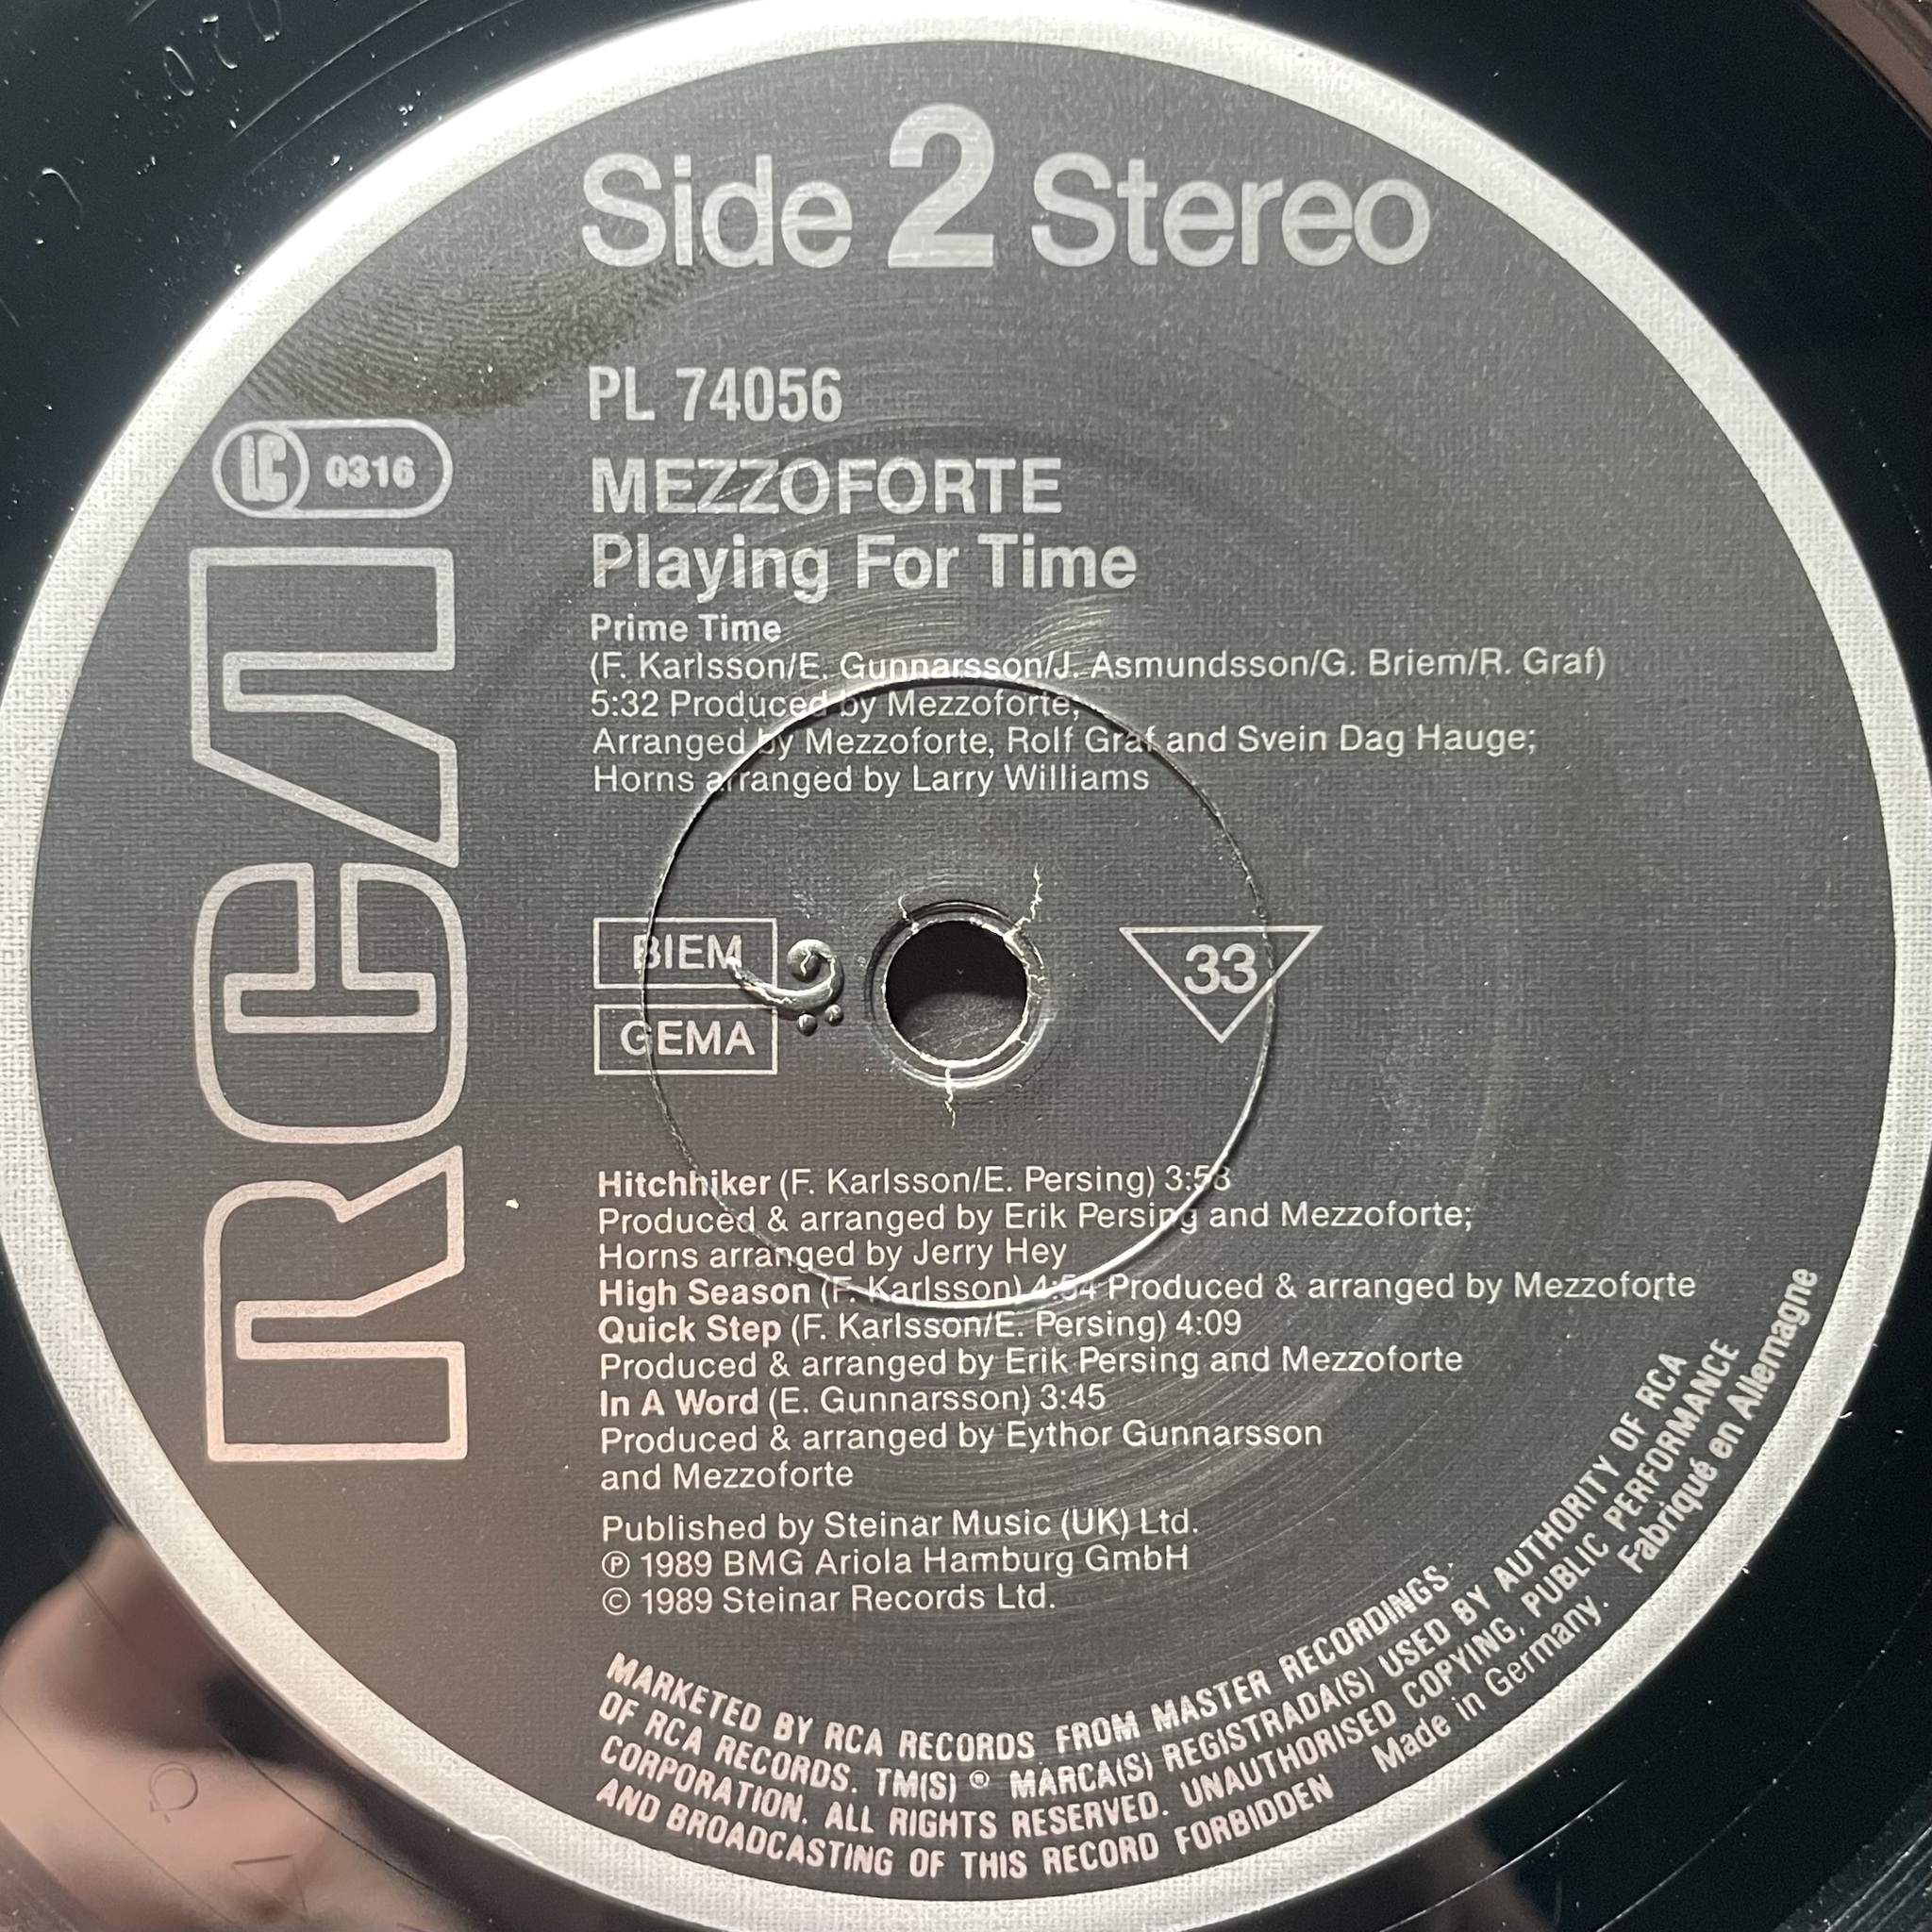 Side 2 Stereo
PL 74056
LC 0316
RCA
MEZZOFORTE
Playing For Time
Prime Time
(F. Karlsson/E. Gunnarsson/J. Asmundsson/G. Briem/R. Graf)
5:32 Produced by Mezzoforte;
Arranged by Mezzoforte, Rolf Graf and Svein Dag Hauge;
Horns arranged by Larry Williams
BIEM
GEMA
33
Hitchhiker (F. Karlsson/E. Persing) 3:58
Produced & arranged by Erik Persing and Mezzoforte;
Horns arranged by Jerry Hey
High Season (F. Karlsson) 4:54 Produced & arranged by Mezzoforte
Quick Step (F. Karlsson/E. Persing) 4:09
Produced & arranged by Erik Persing and Mezzoforte
In A Word (E. Gunnarsson) 3:45
Produced & arranged by Eythor Gunnarsson
and Mezzoforte
Published by Steinar Music (UK) Ltd.
℗ 1989 BMG Ariola Hamburg GmbH
© 1989 Steinar Records Ltd.
MARKETED BY RCA RECORDS FROM MASTER RECORDINGS
OF RCA RECORDS. TM(S) ® MARCA(S) REGISTRADA(S) USED BY AUTHORITY OF RCA
CORPORATION. ALL RIGHTS RESERVED. UNAUTHORISED COPYING, PUBLIC PERFORMANCE
AND BROADCASTING OF THIS RECORD FORBIDDEN Made in Germany. Fabriqué en Allemagne